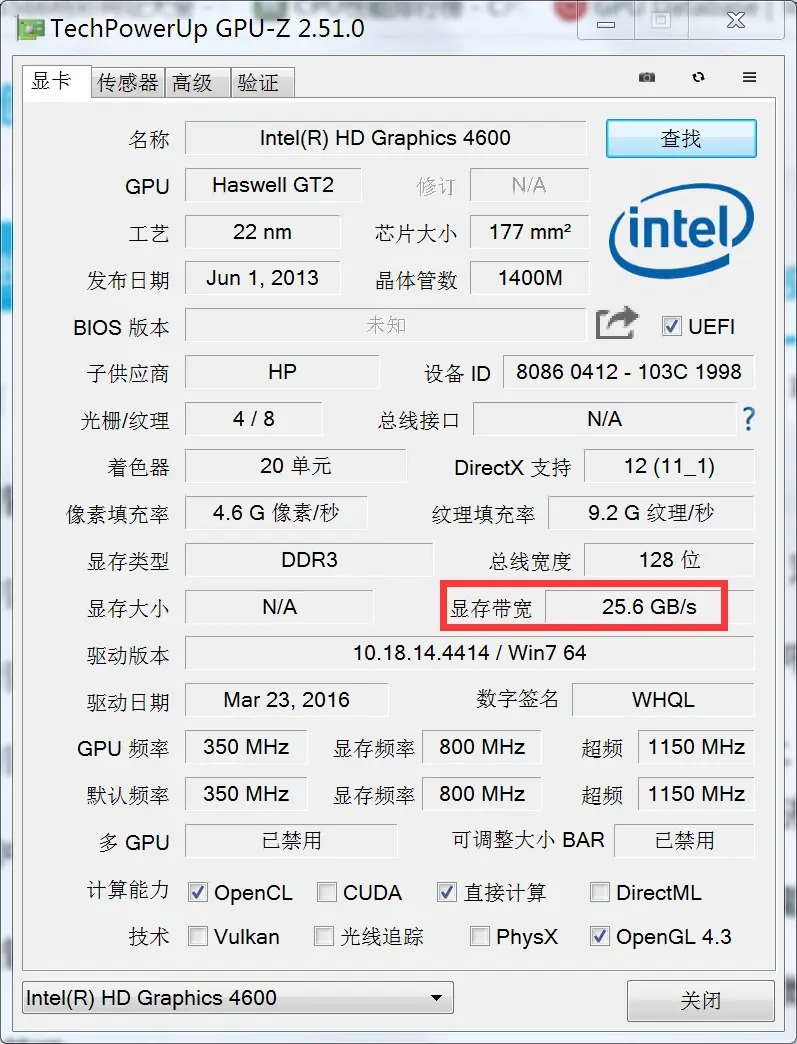 TechPowerUp GPU-Z 2.51.0
显卡 传感器 高级 验证
名称 Intel(R) HD Graphics 4600 查找
GPU Haswell GT2 修订 N/A
intel
工艺 22 nm 芯片大小 177 mm²
发布日期 Jun 1, 2013 晶体管数 1400M
BIOS 版本 未知 UEFI
子供应商 HP 设备 ID 8086 0412 - 103C 1998
光栅/纹理 4 / 8 总线接口 N/A ?
着色器 20 单元 DirectX 支持 12 (11_1)
像素填充率 4.6 G 像素/秒 纹理填充率 9.2 G 纹理/秒
显存类型 DDR3 总线宽度 128 位
显存大小 N/A 显存带宽 25.6 GB/s
驱动版本 10.18.14.4414 / Win7 64
驱动日期 Mar 23, 2016 数字签名 WHQL
GPU 频率 350 MHz 显存频率 800 MHz 超频 1150 MHz
默认频率 350 MHz 显存频率 800 MHz 超频 1150 MHz
多 GPU 已禁用 可调整大小 BAR 已禁用
计算能力 OpenCL CUDA 直接计算 DirectML
技术 Vulkan 光线追踪 PhysX OpenGL 4.3
Intel(R) HD Graphics 4600 关闭